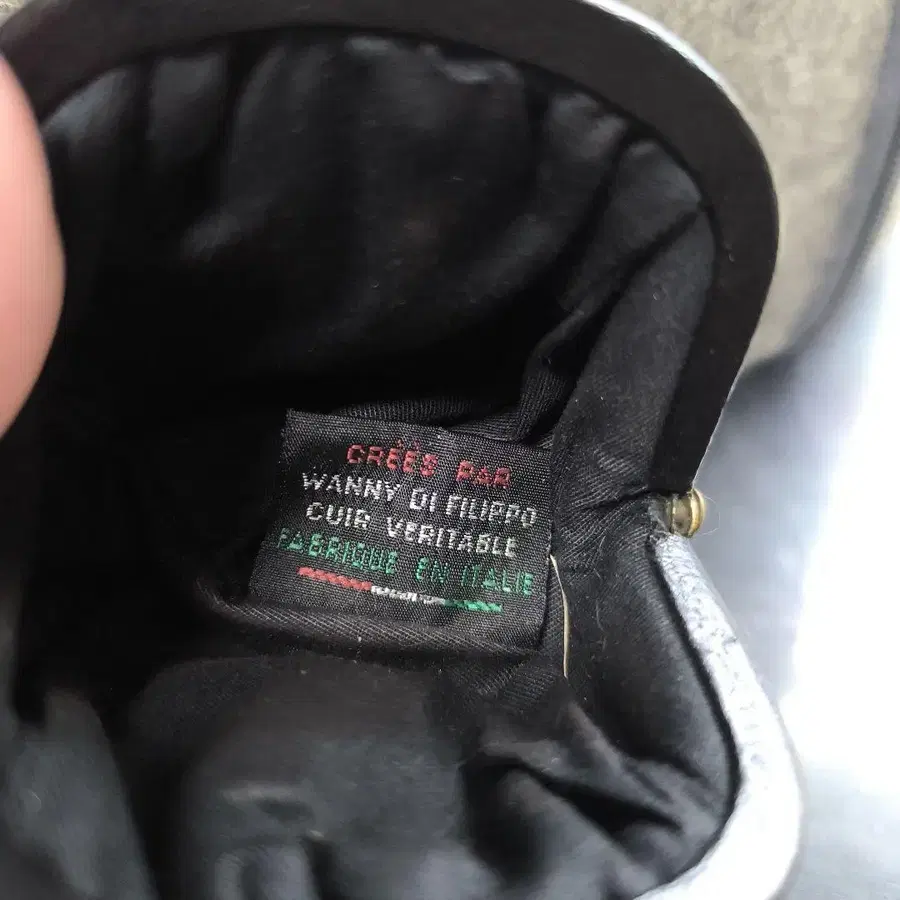 CRÉÉS PAR
WANNY DI FILIPPO
CUIR VERITABLE
FABRIQUE EN ITALIE